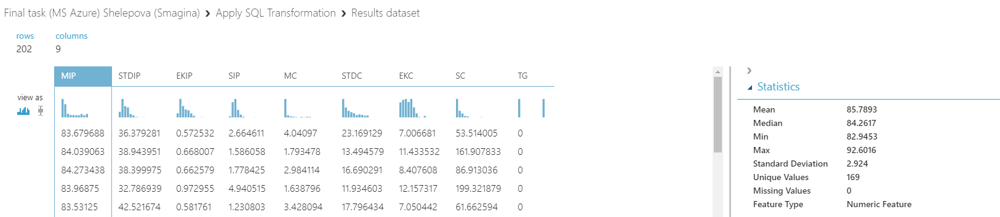 Final task (MS Azure) Shelepova (Smagina) › Apply SQL Transformation › Results dataset
rows columns
202 9
MIP STDIP EKIP SIP MC STDC EKC SC TG
view as
83.679688 36.379281 0.572532 2.664611 4.04097 23.169129 7.006681 53.514005 0
84.039063 38.943951 0.668007 1.586058 1.793478 13.494579 11.433532 161.907833 0
84.273438 38.399975 0.662579 1.778425 2.984114 16.690291 8.407608 86.913036 0
83.96875 32.786939 0.972955 4.940515 1.638796 11.934603 12.157317 199.321879 0
83.53125 42.521674 0.581761 1.230803 3.428094 17.796434 7.050442 61.662594 0
Statistics
Mean 85.7893
Median 84.2617
Min 82.9453
Max 92.6016
Standard Deviation 2.924
Unique Values 169
Missing Values 0
Feature Type Numeric Feature